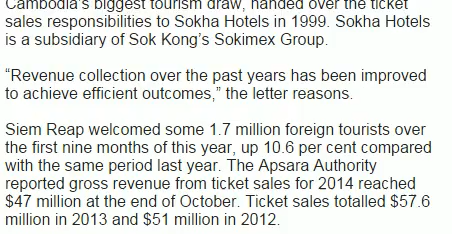 Cambodia's biggest tourism draw, handed over the ticket
sales responsibilities to Sokha Hotels in 1999. Sokha Hotels
is a subsidiary of Sok Kong's Sokimex Group.
“Revenue collection over the past years has been improved
to achieve efficient outcomes,” the letter reasons.
Siem Reap welcomed some 1.7 million foreign tourists over
the first nine months of this year, up 10.6 per cent compared
with the same period last year. The Apsara Authority
reported gross revenue from ticket sales for 2014 reached
$47 million at the end of October. Ticket sales totalled $57.6
million in 2013 and $51 million in 2012.